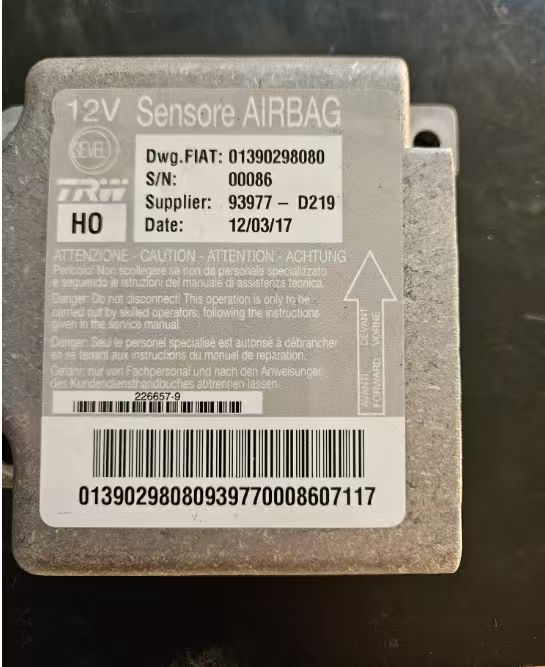 12V Sensore AIRBAG
SEVEL
TRW
HO
Dwg.FIAT: 01390298080
S/N: 00086
Supplier: 93977 - D219
Date: 12/03/17
ATTENZIONE - CAUTION - ATTENTION - ACHTUNG
Pericolo! Non scollegare se non da personale specializzato
e seguendo le istruzioni del manuale di assistenza tecnica.
Danger: Do not disconnect! This operation is only to be
carried out by skilled operators, following the instructions
given in the service manual.
Danger: Seul le personel spécialisé est autorisé à débrancher
en se tenant aux instructions du manuel de reparation.
Gefahr: nur von Fachpersonal und nach den Anweisungen
des Kundendiensthandbuches abtrennen lassen.
AVANTI DEVANT
FORWARD VORNE
226657-9
01390298080939770008607117